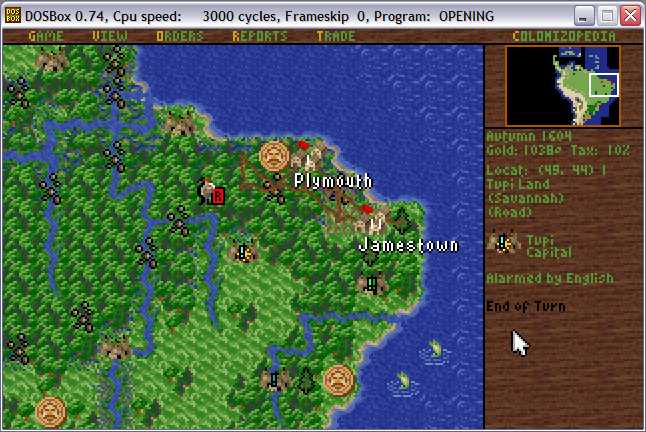 DOSBox 0.74, Cpu speed: 3000 cycles, Frameskip 0, Program: OPENING
GAME VIEW ORDERS REPORTS TRADE COLONIZOPEDIA
Autumn 1604
Gold: 1038e Tax: 10%
Locat: (49, 44) 1
Tupi Land
(Savannah)
(Road)
Tupi
Capital
Alarmed by English
End of Turn
Plymouth
Jamestown
R